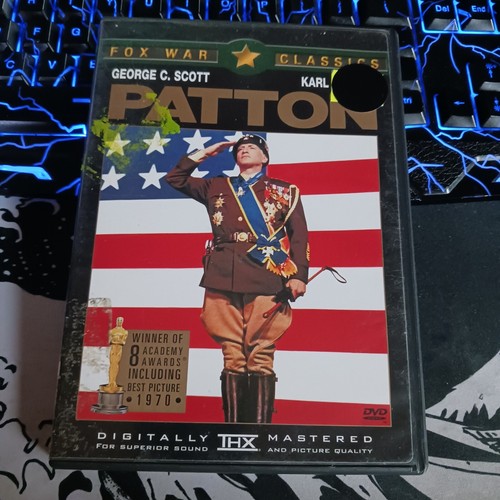 FOX WAR CLASSICS
GEORGE C. SCOTT KARL
PATTON
WINNER OF
8 ACADEMY
AWARDS
INCLUDING
BEST PICTURE
• 1970 •
DVD
DIGITALLY THX MASTERED
FOR SUPERIOR SOUND AND PICTURE QUALITY